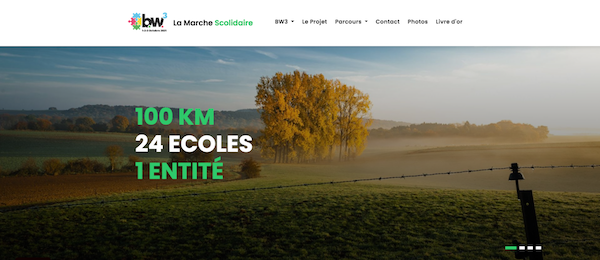 bw3
La Marche Scolidaire
BW3
Le Projet
Parcours
Contact
Photos
Livre d'or
100 KM
24 ECOLES
1 ENTITÉ